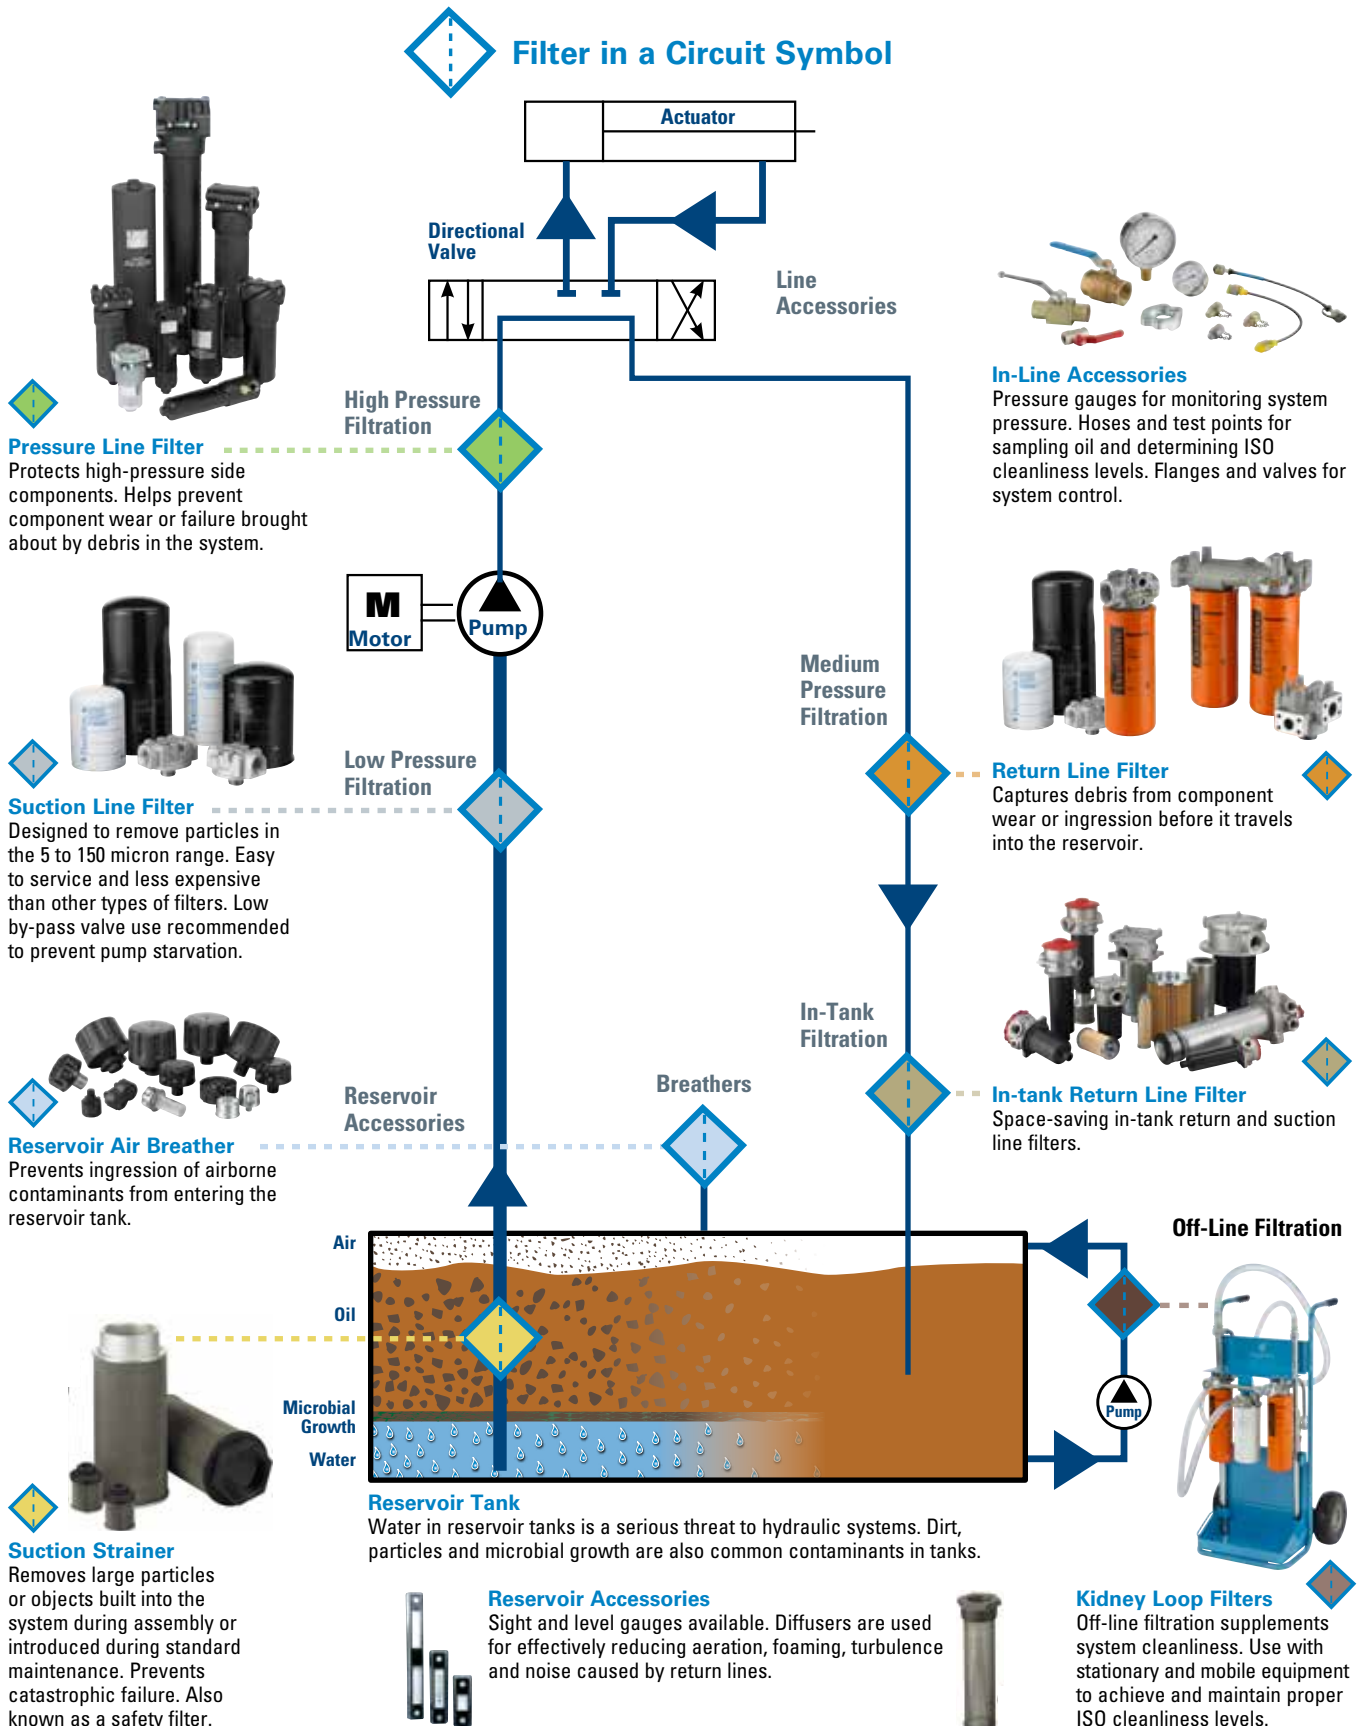 Filter in a Circuit Symbol
Actuator
Directional
Valve
Line
Accessories
In-Line Accessories
Pressure gauges for monitoring system
pressure. Hoses and test points for
sampling oil and determining ISO
cleanliness levels. Flanges and valves for
system control.
High Pressure
Filtration
Pressure Line Filter
Protects high-pressure side
components. Helps prevent
component wear or failure brought
about by debris in the system.
M
Motor
Pump
Medium
Pressure
Filtration
Return Line Filter
Captures debris from component
wear or ingression before it travels
into the reservoir.
Low Pressure
Filtration
Suction Line Filter
Designed to remove particles in
the 5 to 150 micron range. Easy
to service and less expensive
than other types of filters. Low
by-pass valve use recommended
to prevent pump starvation.
In-Tank
Filtration
In-tank Return Line Filter
Space-saving in-tank return and suction
line filters.
Breathers
Reservoir
Accessories
Reservoir Air Breather
Prevents ingression of airborne
contaminants from entering the
reservoir tank.
Off-Line Filtration
Air
Oil
Microbial
Growth
Water
Pump
Reservoir Tank
Water in reservoir tanks is a serious threat to hydraulic systems. Dirt,
particles and microbial growth are also common contaminants in tanks.
Suction Strainer
Removes large particles
or objects built into the
system during assembly or
introduced during standard
maintenance. Prevents
catastrophic failure. Also
known as a safety filter.
Reservoir Accessories
Sight and level gauges available. Diffusers are used
for effectively reducing aeration, foaming, turbulence
and noise caused by return lines.
Kidney Loop Filters
Off-line filtration supplements
system cleanliness. Use with
stationary and mobile equipment
to achieve and maintain proper
ISO cleanliness levels.